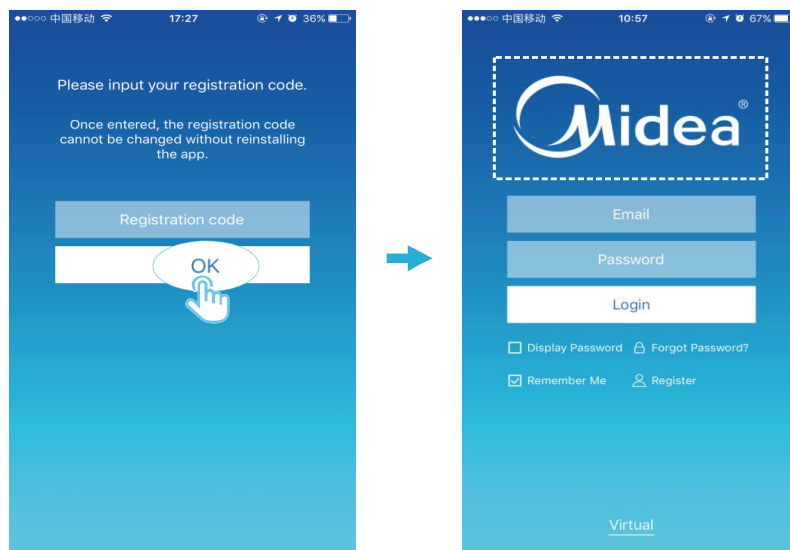 中国移动 17:27 36%
Please input your registration code.
Once entered, the registration code
cannot be changed without reinstalling
the app.
Registration code
OK
中国移动 10:57 67%
Midea®
Email
Password
Login
Display Password Forgot Password?
Remember Me Register
Virtual